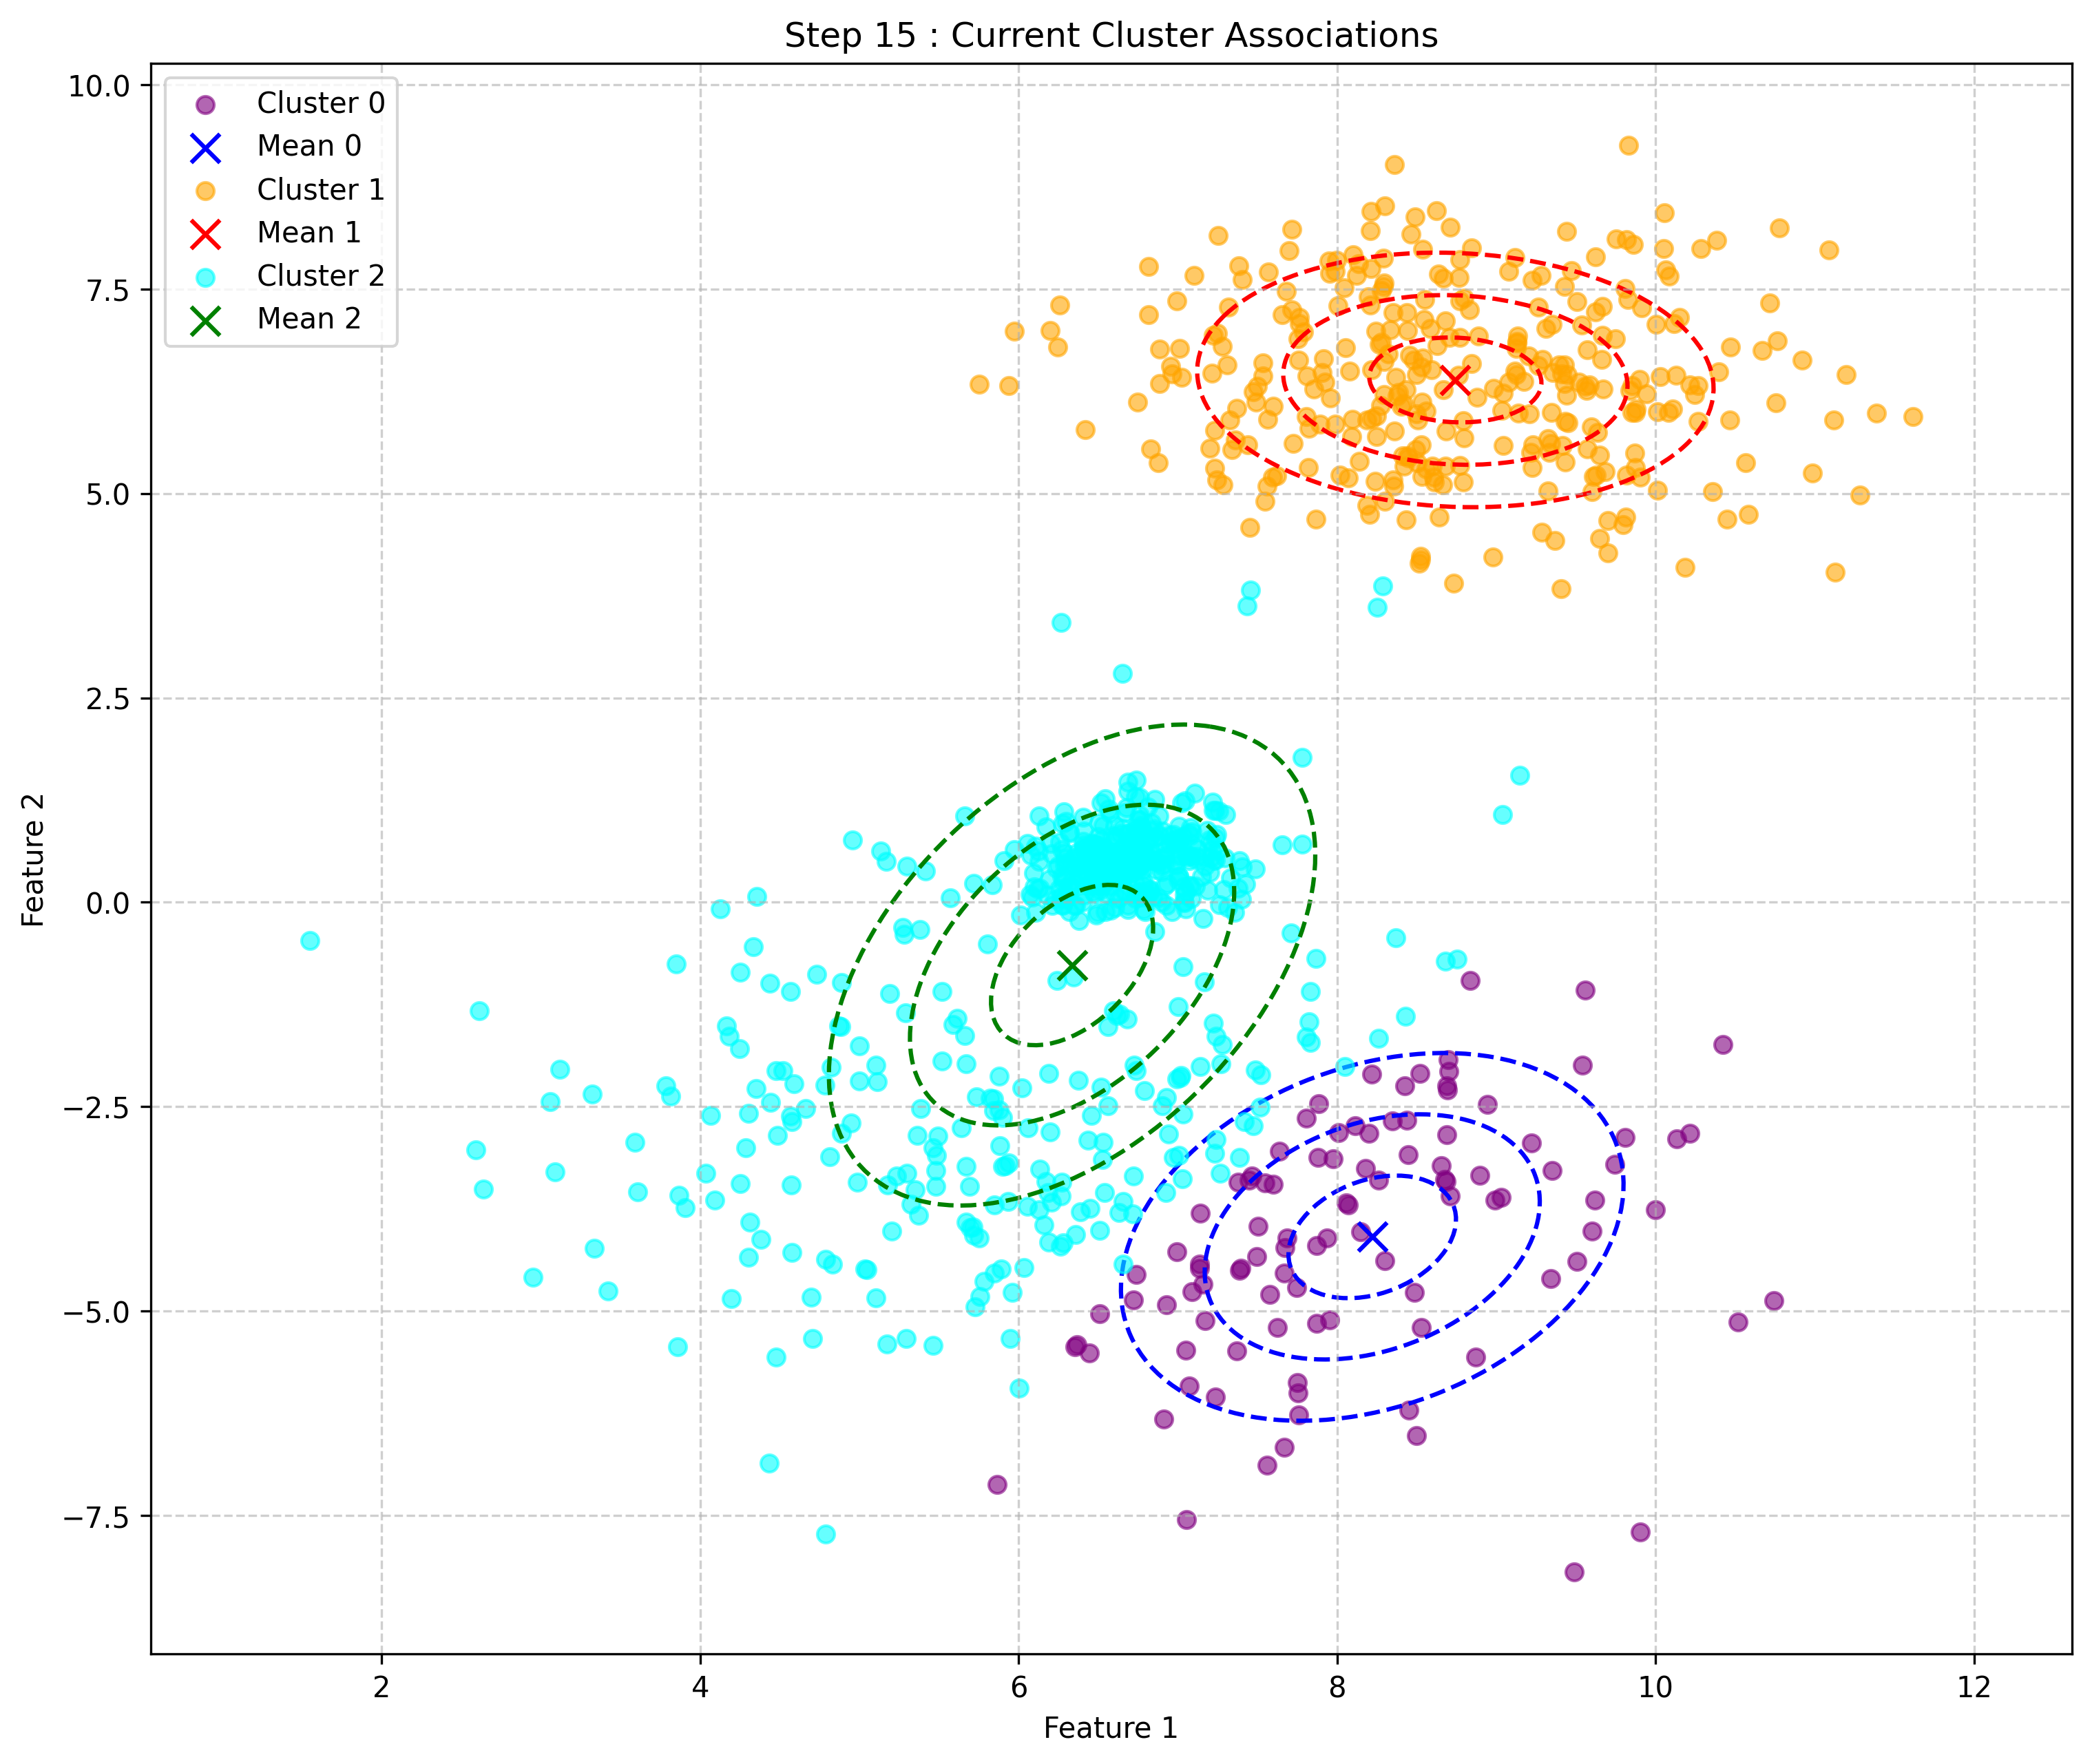 Step 15 : Current Cluster Associations
Cluster 0
Mean 0
Cluster 1
Mean 1
Cluster 2
Mean 2
10.0
7.5
5.0
2.5
0.0
−2.5
−5.0
−7.5
Feature 2
2
4
6
8
10
12
Feature 1